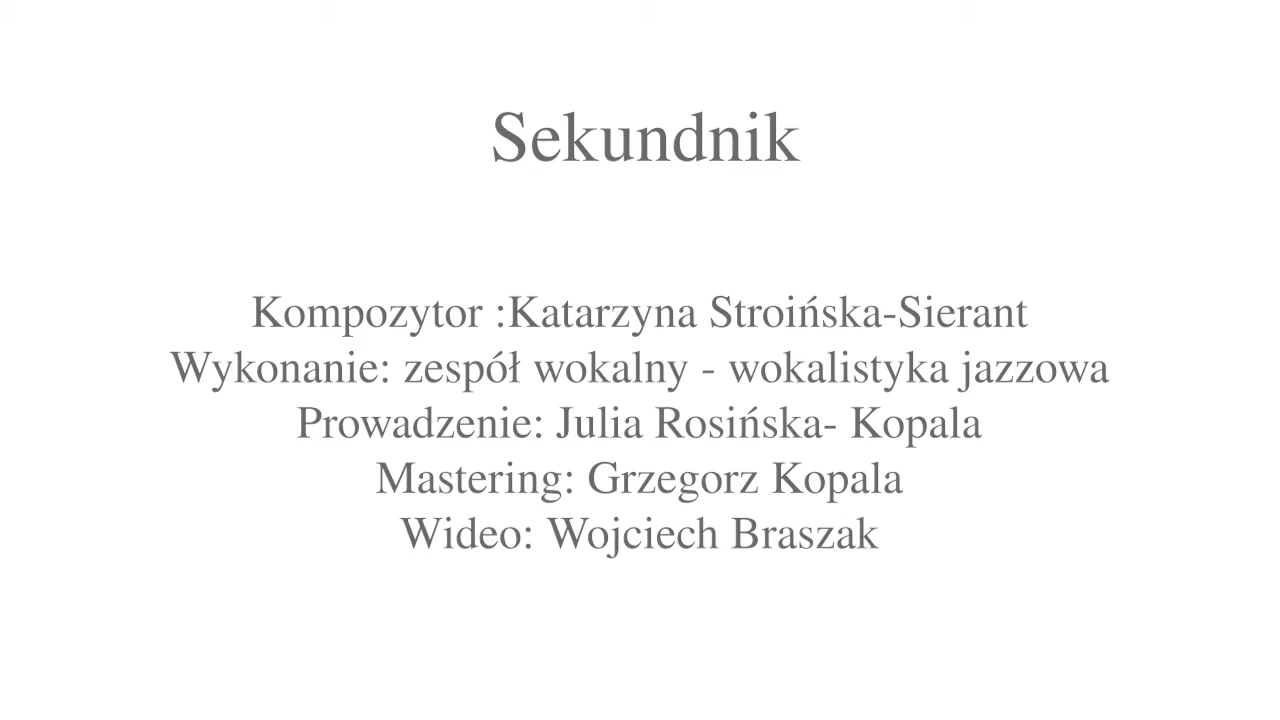 Sekundnik
Kompozytor :Katarzyna Stroińska-Sierant
Wykonanie: zespół wokalny - wokalistyka jazzowa
Prowadzenie: Julia Rosińska- Kopala
Mastering: Grzegorz Kopala
Wideo: Wojciech Braszak